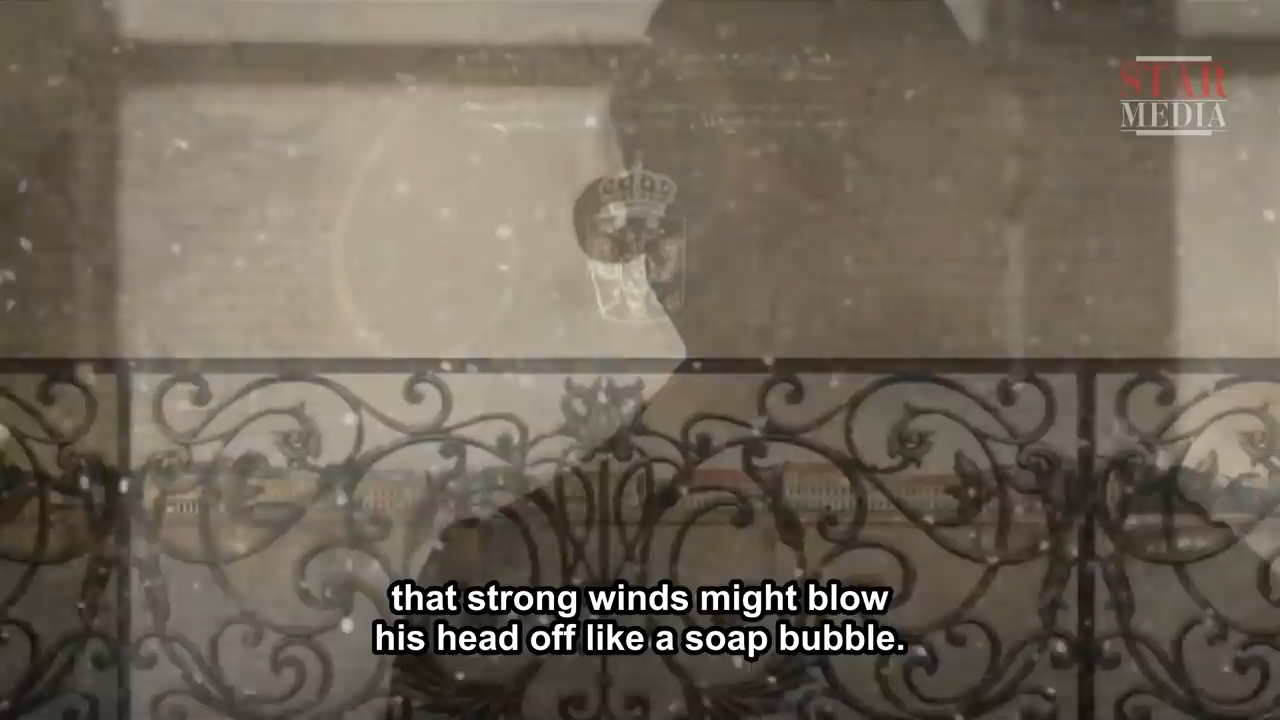 STAR
MEDIA
that strong winds might blow
his head off like a soap bubble.